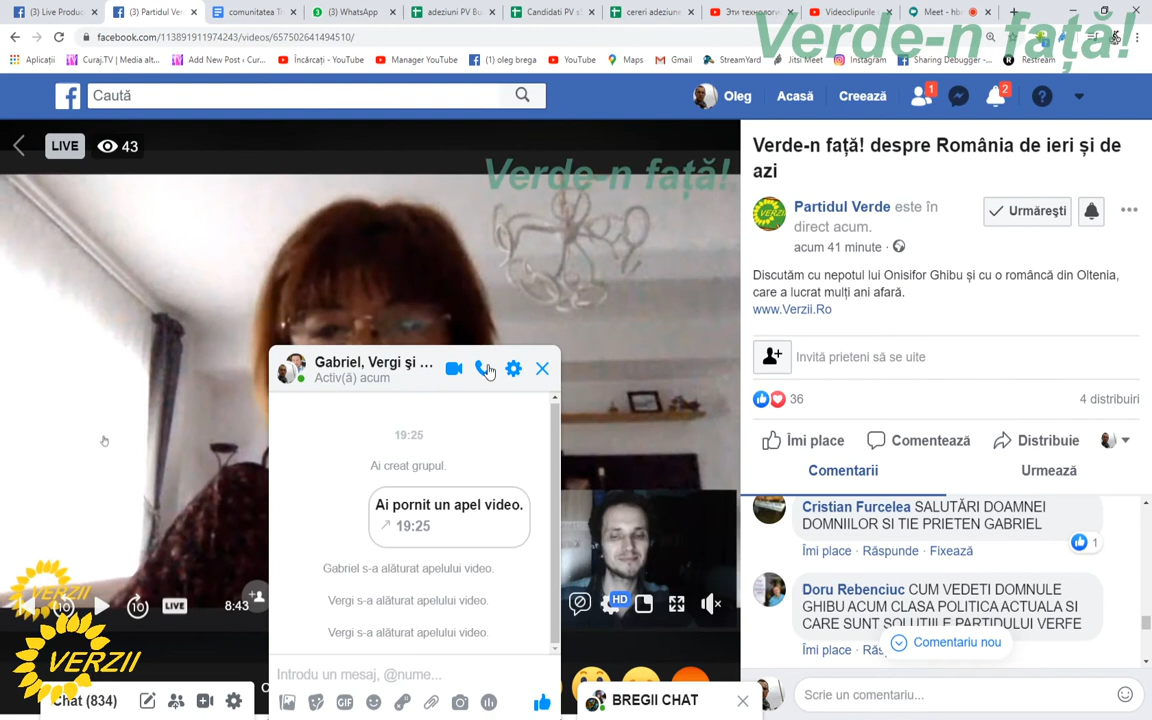 (3) Live Produc
(3) Partidul Ver
comunitatea Ti
(3) WhatsApp
adeziuni PV Bu
Candidati PV s
cereri adeziune
Эти технолог
Videoclipurile
Meet - hb
facebook.com/113891911974243/videos/657502641494510/
Aplicații
Curaj.TV | Media alt...
Add New Post ‹ Cur...
Încărcați - YouTube
Manager YouTube
(1) oleg brega
YouTube
Maps
Gmail
StreamYard
Jitsi Meet
Instagram
Sharing Debugger -...
Restream
Verde-n față!
Caută
Oleg
Acasă
Creează
1
2
LIVE
43
Verde-n față!
Verde-n față! despre România de ieri și de
azi
Partidul Verde este în
direct acum.
acum 41 minute ·
Urmărești
Discutăm cu nepotul lui Onisifor Ghibu și cu o româncă din Oltenia,
care a lucrat mulți ani afară.
www.Verzii.Ro
Invită prieteni să se uite
36
4 distribuiri
Îmi place
Comentează
Distribuie
Comentarii
Urmează
Cristian Furcelea SALUTĂRI DOAMNEI
DOMNIILOR SI TIE PRIETEN GABRIEL
Îmi place · Răspunde · Fixează
1
Doru Rebenciuc CUM VEDETI DOMNULE
GHIBU ACUM CLASA POLITICA ACTUALA SI
CARE SUNT SOLUTIILE PARTIDULUI VERFE
Comentariu nou
Îmi place · Răs
Scrie un comentariu...
Gabriel, Vergi și ...
Activ(ă) acum
19:25
Ai creat grupul.
Ai pornit un apel video.
19:25
Gabriel s-a alăturat apelului video.
Vergi s-a alăturat apelului video.
Vergi s-a alăturat apelului video.
Introdu un mesaj, @nume...
GIF
VERZII
10
10
LIVE
8:43
HD
VERZII
Chat (834)
BREGII CHAT